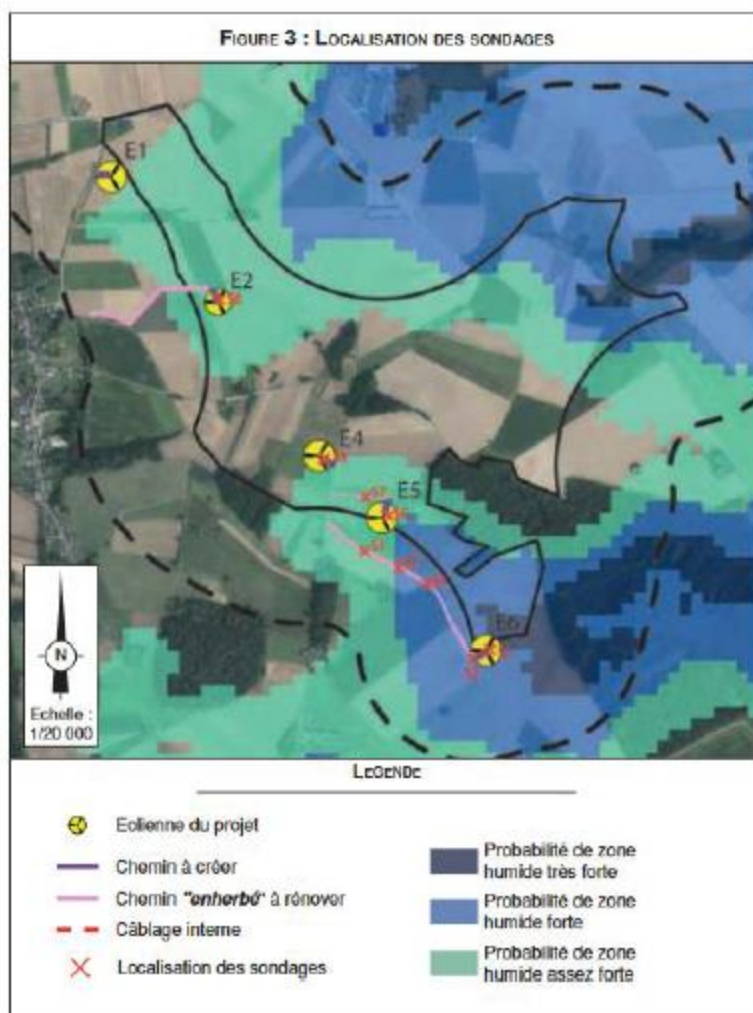 FIGURE 3 : LOCALISATION DES SONDAGES
E1
E2
E4
E5
E6
N
Echelle :
1/20 000
LEGENDE
Eolienne du projet
Chemin à créer
Chemin "enherbé" à rénover
Câblage interne
Localisation des sondages
Probabilité de zone
humide très forte
Probabilité de zone
humide forte
Probabilité de zone
humide assez forte